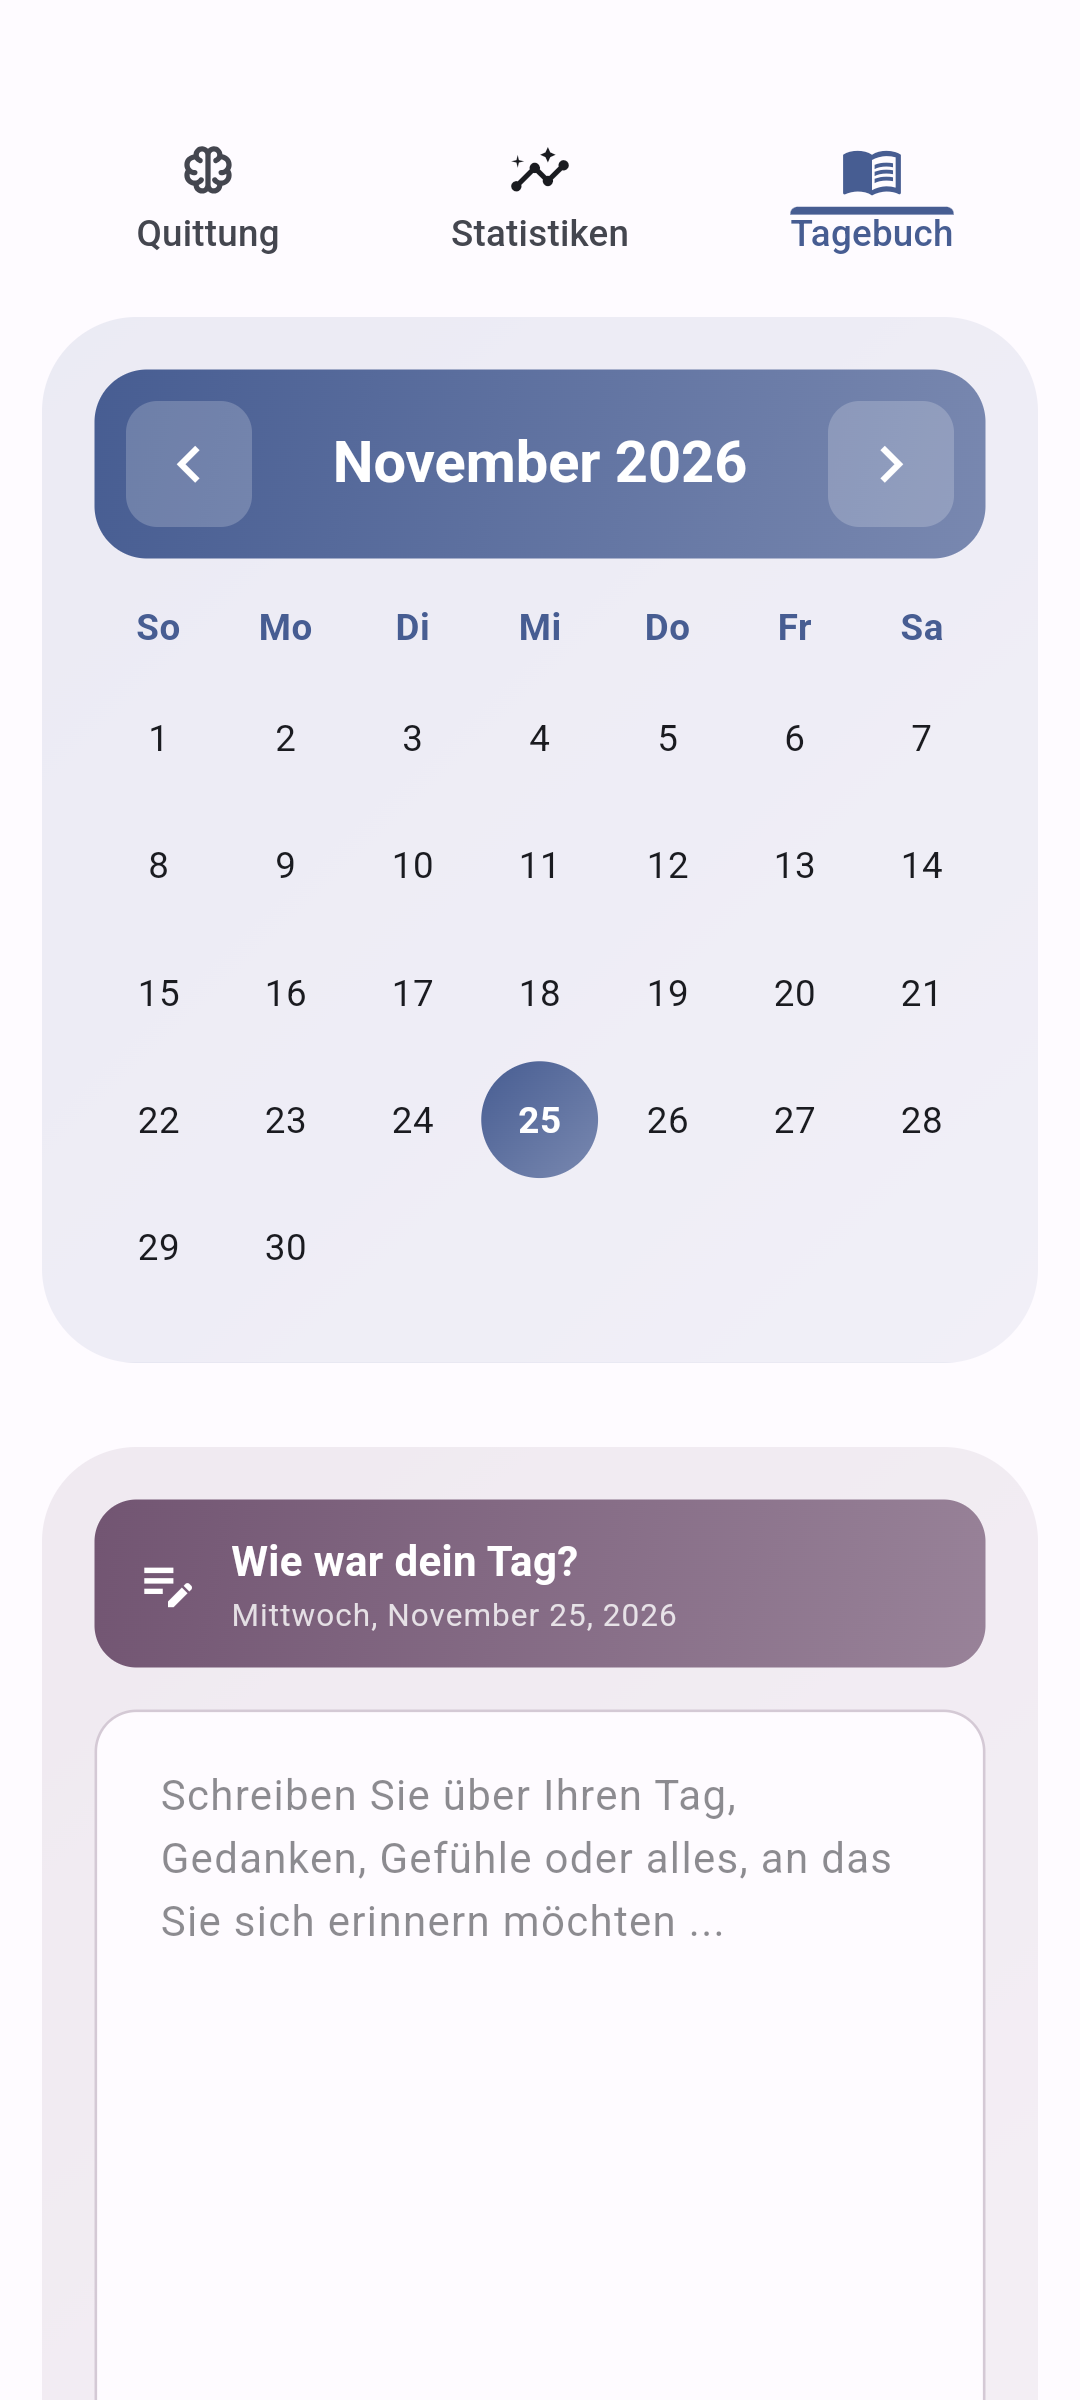 Quittung Statistiken Tagebuch
November 2026
So Mo Di Mi Do Fr Sa
1 2 3 4 5 6 7
8 9 10 11 12 13 14
15 16 17 18 19 20 21
22 23 24 25 26 27 28
29 30
Wie war dein Tag?
Mittwoch, November 25, 2026
Schreiben Sie über Ihren Tag,
Gedanken, Gefühle oder alles, an das
Sie sich erinnern möchten ...